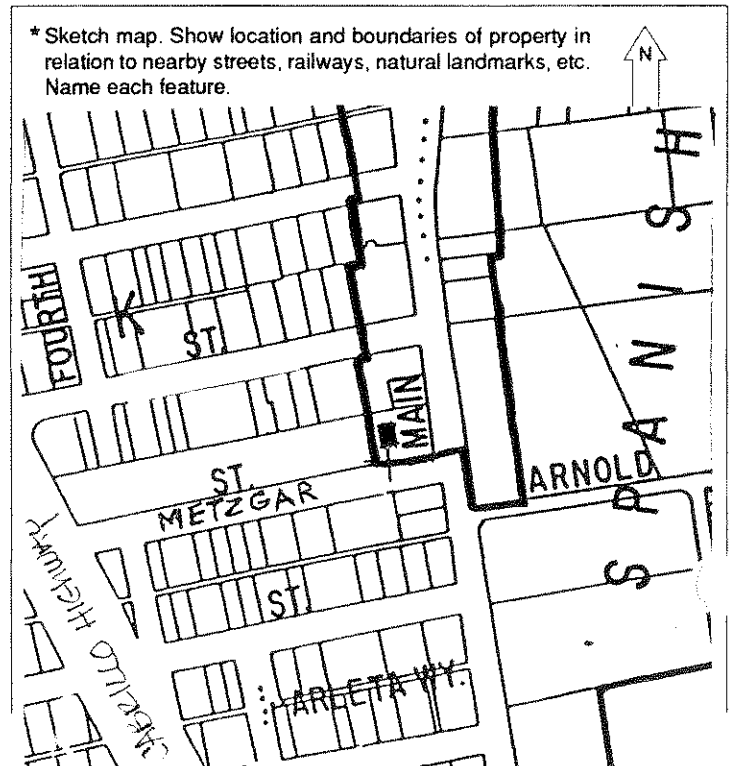 * Sketch map. Show location and boundaries of property in
relation to nearby streets, railways, natural landmarks, etc.
Name each feature.
N
SPANISH
FOURTH
K
ST.
MAIN
ARNOLD
ST.
METZGAR
ST.
CABRILLO HIGHWAY
ARLETA WY.